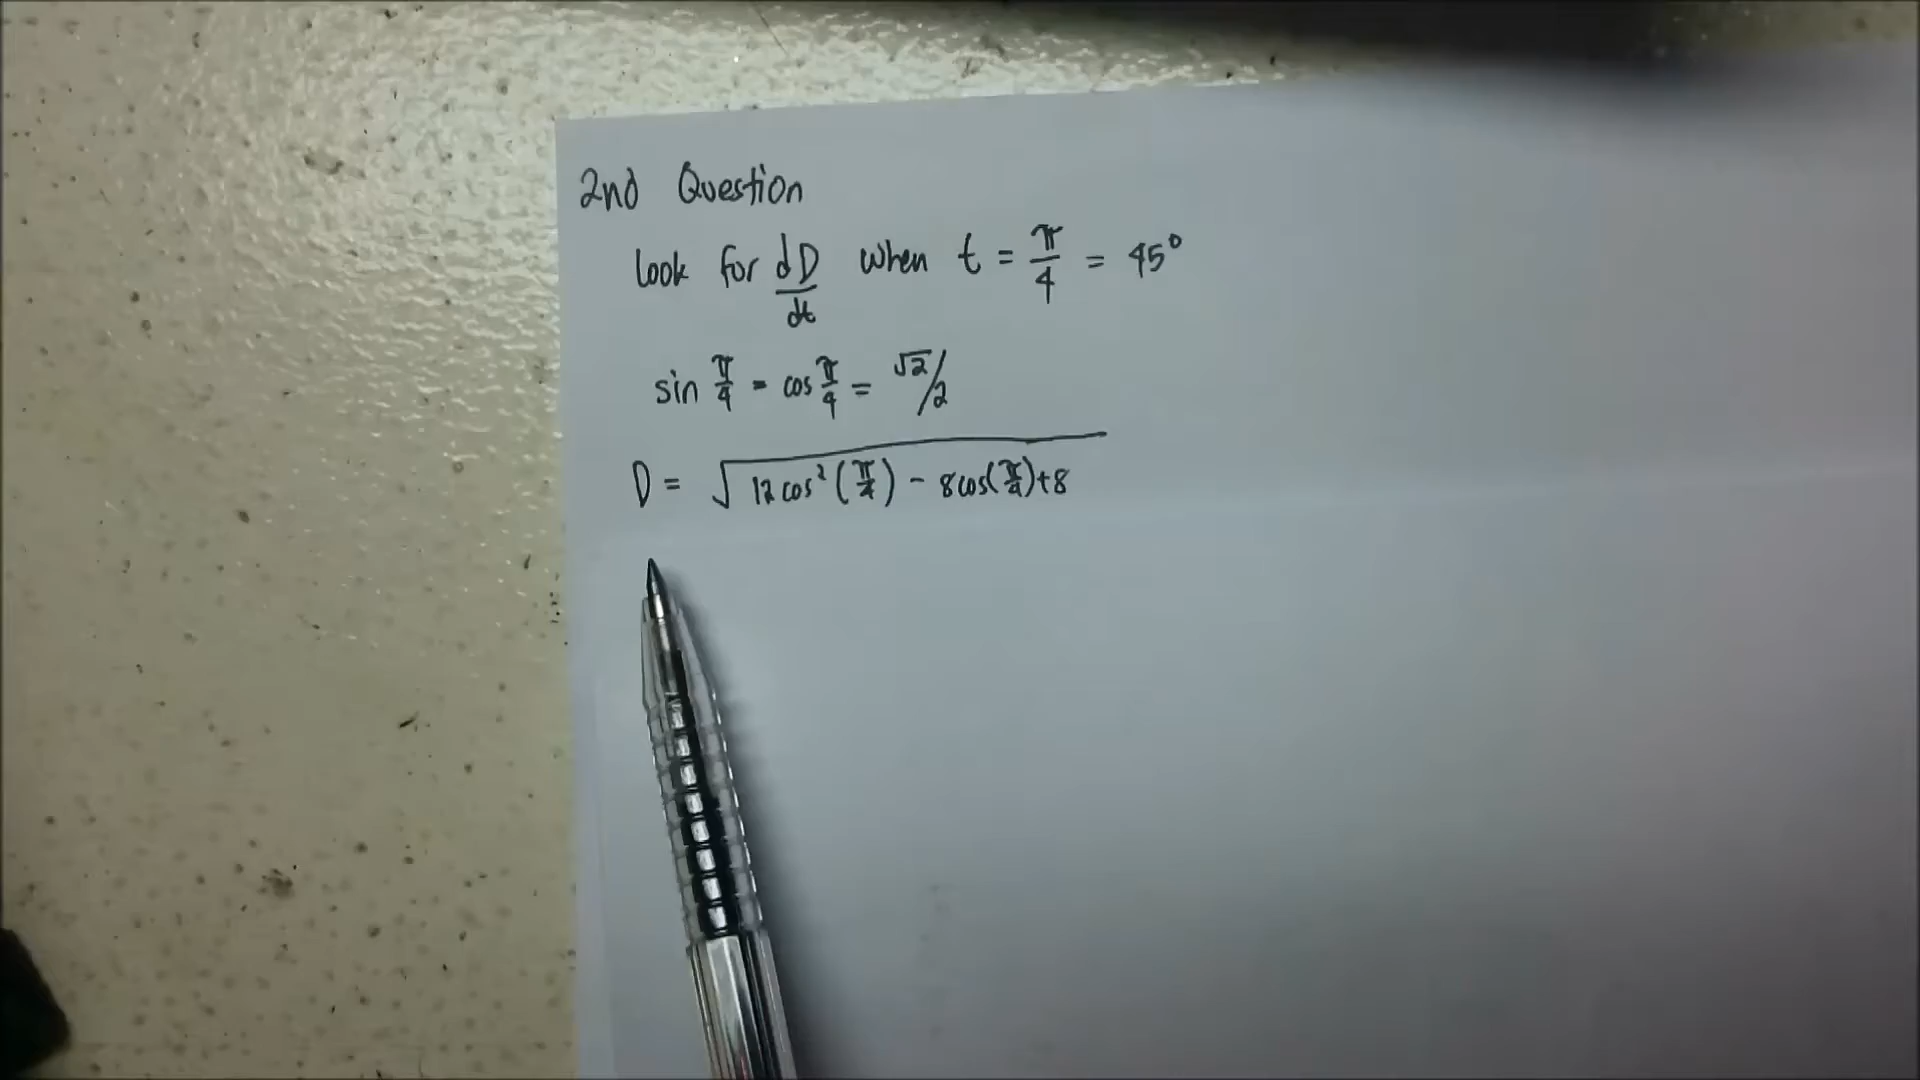 2nd Question
Look for dD/dt when t = π/4 = 45°
sin π/4 = cos π/4 = √2/2
D = √(12cos²(π/4) - 8cos(π/4)+8)